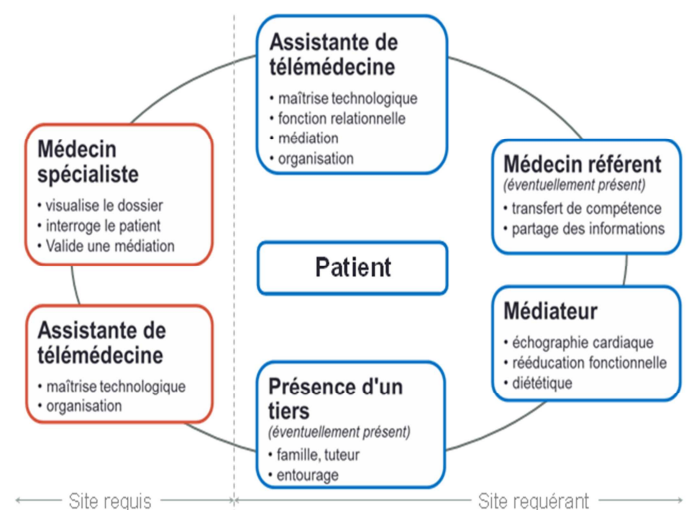 Assistante de
télémédecine
• maîtrise technologique
• fonction relationnelle
• médiation
• organisation
Médecin
spécialiste
• visualise le dossier
• interroge le patient
• Valide une médiation
Médecin référent
(éventuellement présent)
• transfert de compétence
• partage des informations
Patient
Assistante de
télémédecine
• maîtrise technologique
• organisation
Médiateur
• échographie cardiaque
• rééducation fonctionnelle
• diététique
Présence d'un
tiers
(éventuellement présent)
• famille, tuteur
• entourage
Site requis
Site requérant